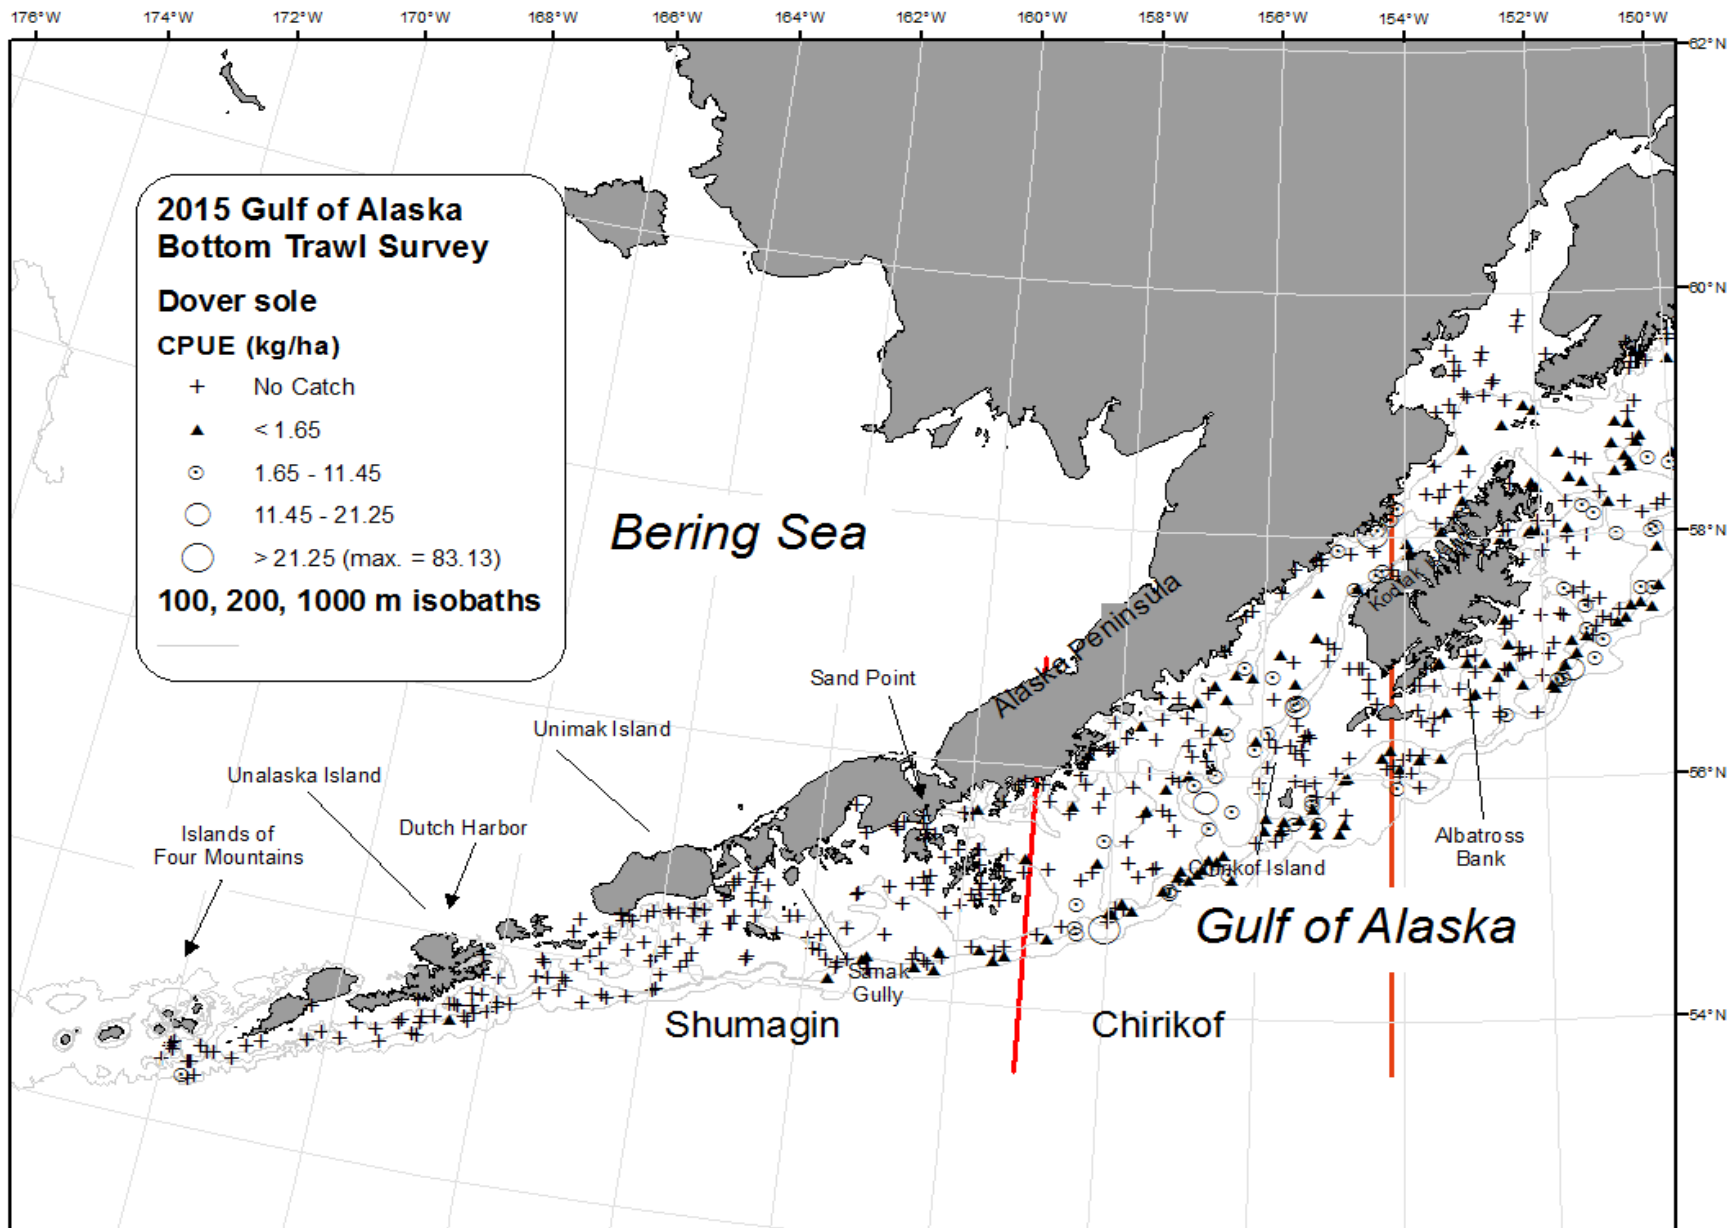 176°W 174°W 172°W 170°W 168°W 166°W 164°W 162°W 160°W 158°W 156°W 154°W 152°W 150°W
62°N
2015 Gulf of Alaska
Bottom Trawl Survey
Dover sole
CPUE (kg/ha)
No Catch
< 1.65
1.65 - 11.45
11.45 - 21.25
> 21.25 (max. = 83.13)
100, 200, 1000 m isobaths
60°N
Bering Sea
58°N
Kodiak Island
Alaska Peninsula
Sand Point
Unimak Island
Unalaska Island
56°N
Dutch Harbor
Islands of
Four Mountains
Albatross
Bank
Chirikof Island
Gulf of Alaska
Sanak
Gully
Shumagin
Chirikof
54°N